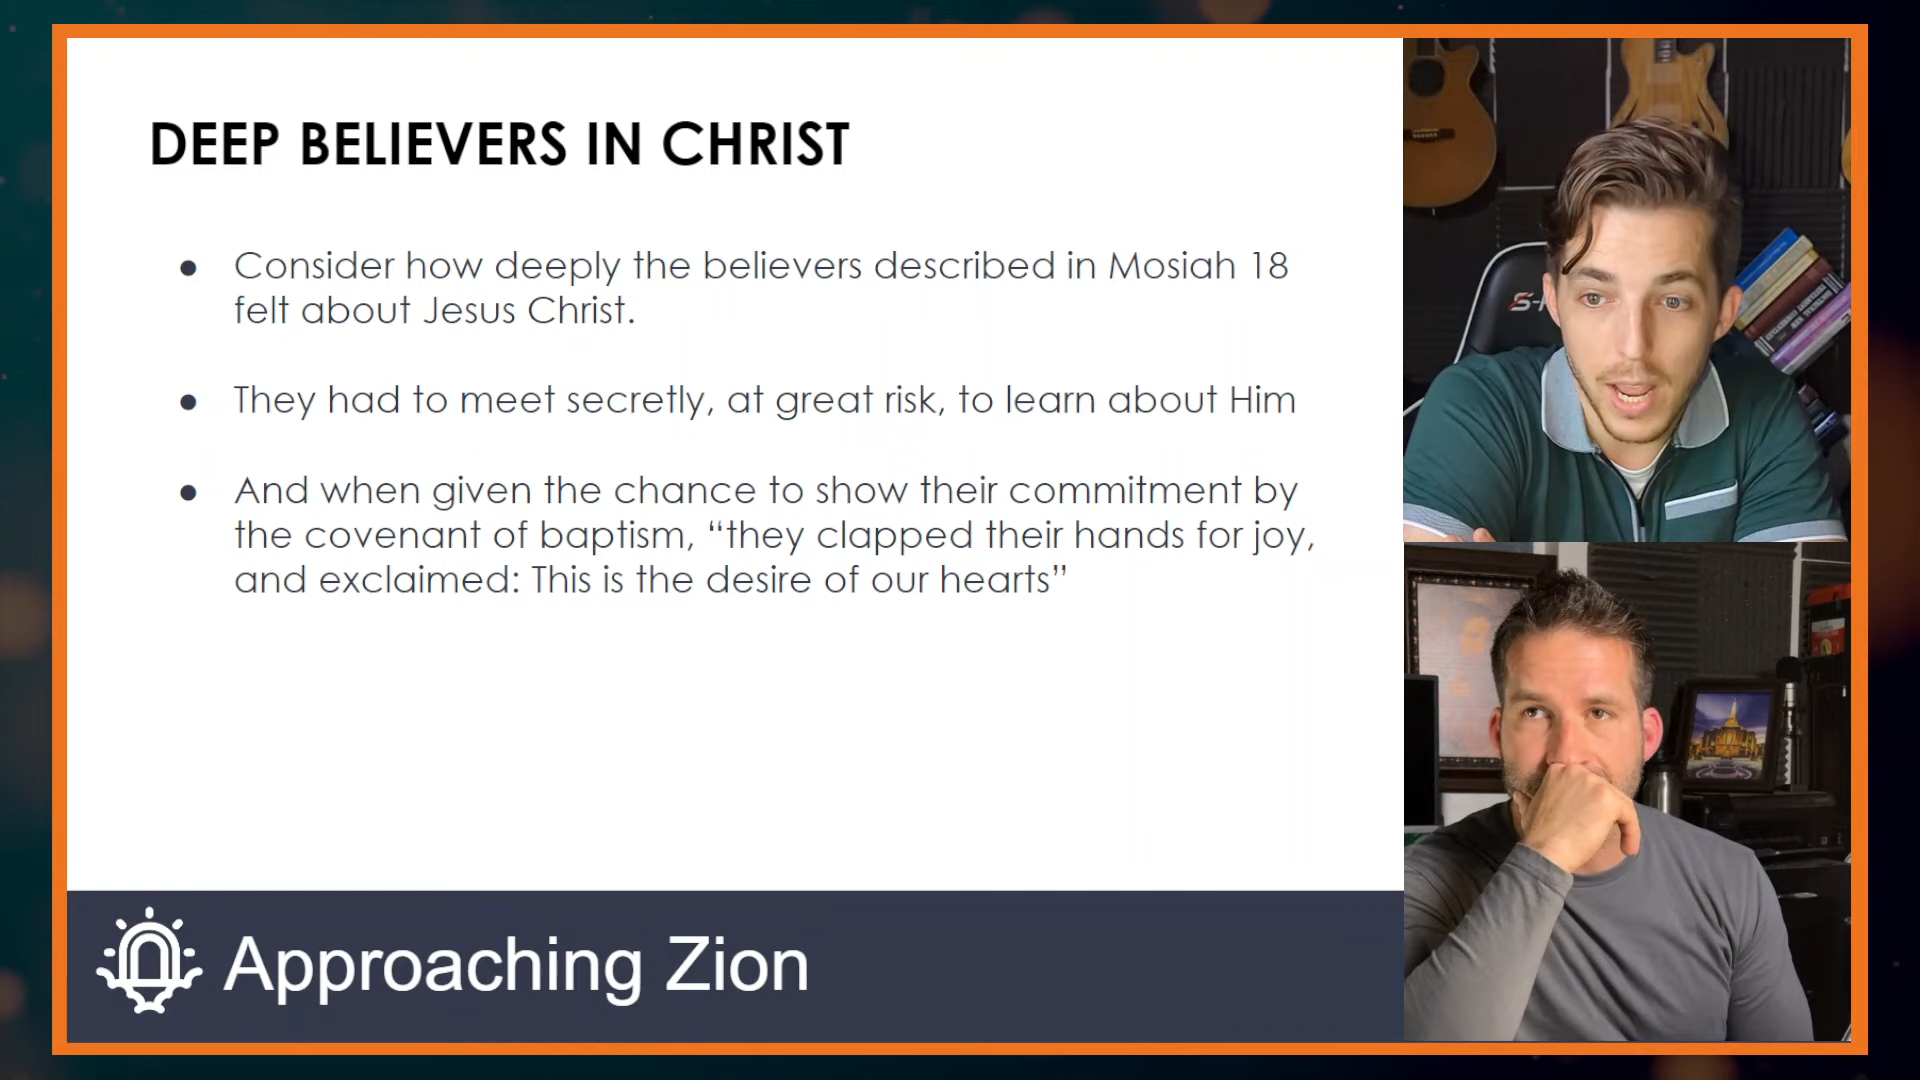 DEEP BELIEVERS IN CHRIST
Consider how deeply the believers described in Mosiah 18
felt about Jesus Christ.
They had to meet secretly, at great risk, to learn about Him
And when given the chance to show their commitment by
the covenant of baptism, “they clapped their hands for joy,
and exclaimed: This is the desire of our hearts”
Approaching Zion